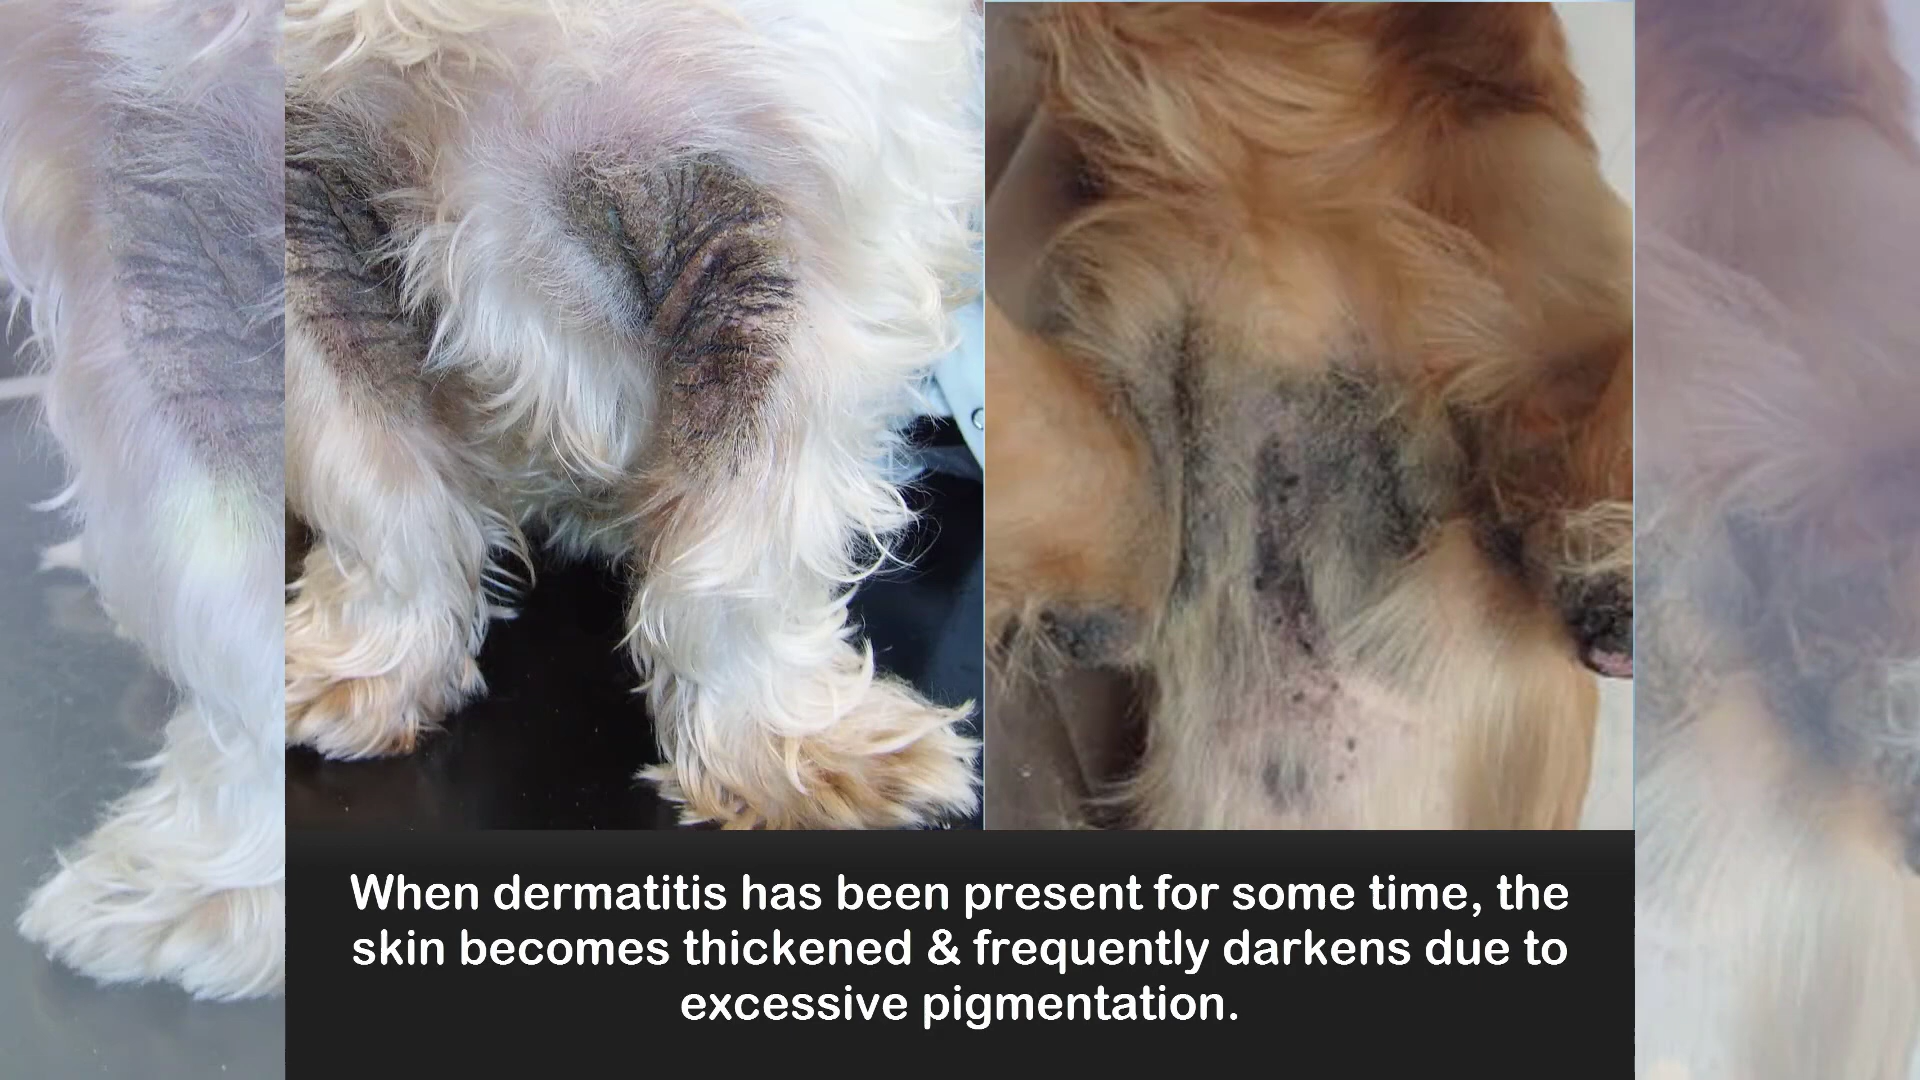 When dermatitis has been present for some time, the
skin becomes thickened & frequently darkens due to
excessive pigmentation.